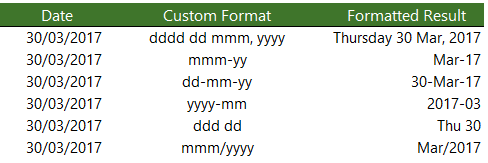 Date Custom Format Formatted Result
30/03/2017 dddd dd mmm, yyyy Thursday 30 Mar, 2017
30/03/2017 mmm-yy Mar-17
30/03/2017 dd-mm-yy 30-Mar-17
30/03/2017 yyyy-mm 2017-03
30/03/2017 ddd dd Thu 30
30/03/2017 mmm/yyyy Mar/2017